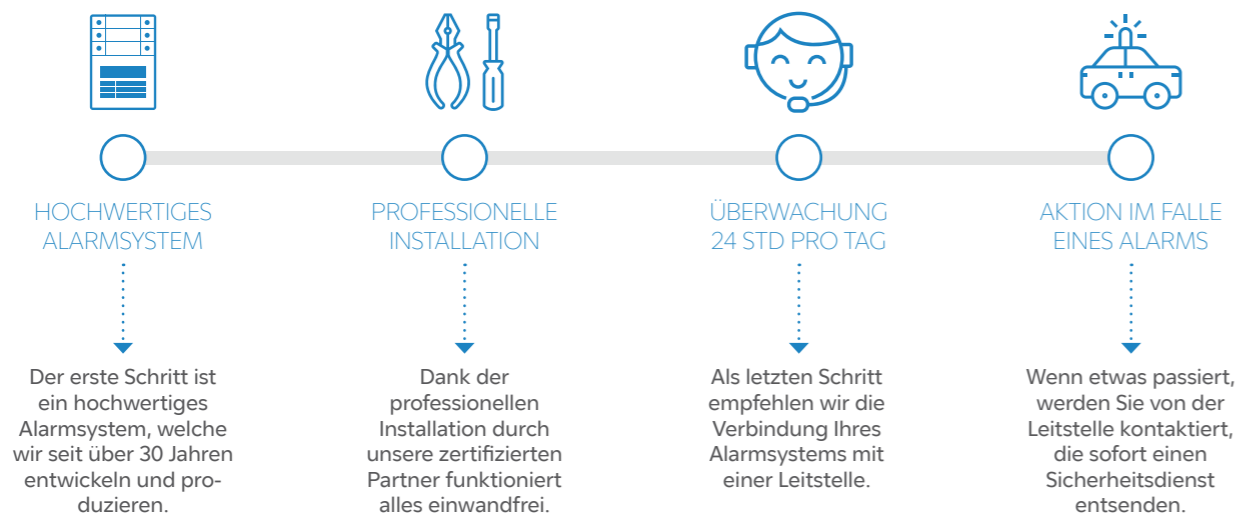 HOCHWERTIGES
ALARMSYSTEM
PROFESSIONELLE
INSTALLATION
ÜBERWACHUNG
24 STD PRO TAG
AKTION IM FALLE
EINES ALARMS
Der erste Schritt ist
ein hochwertiges
Alarmsystem, welche
wir seit über 30 Jahren
entwickeln und pro-
duzieren.
Dank der
professionellen
Installation durch
unsere zertifizierten
Partner funktioniert
alles einwandfrei.
Als letzten Schritt
empfehlen wir die
Verbindung Ihres
Alarmsystems mit
einer Leitstelle.
Wenn etwas passiert,
werden Sie von der
Leitstelle kontaktiert,
die sofort einen
Sicherheitsdienst
entsenden.